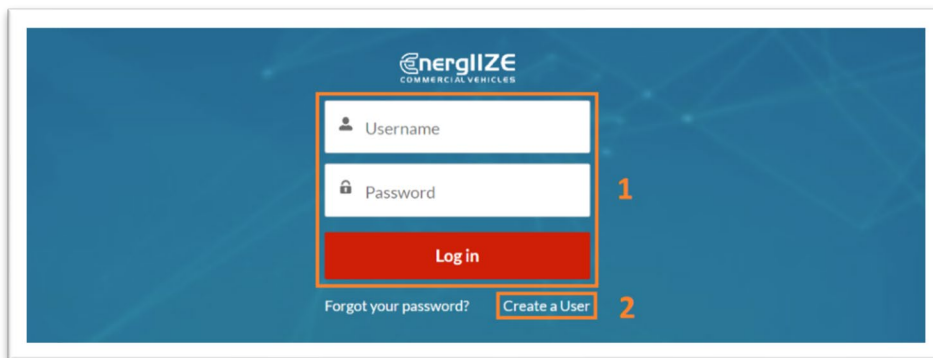 EnergIIZE
COMMERCIAL VEHICLES
Username
Password
1
Log in
Forgot your password? Create a User 2